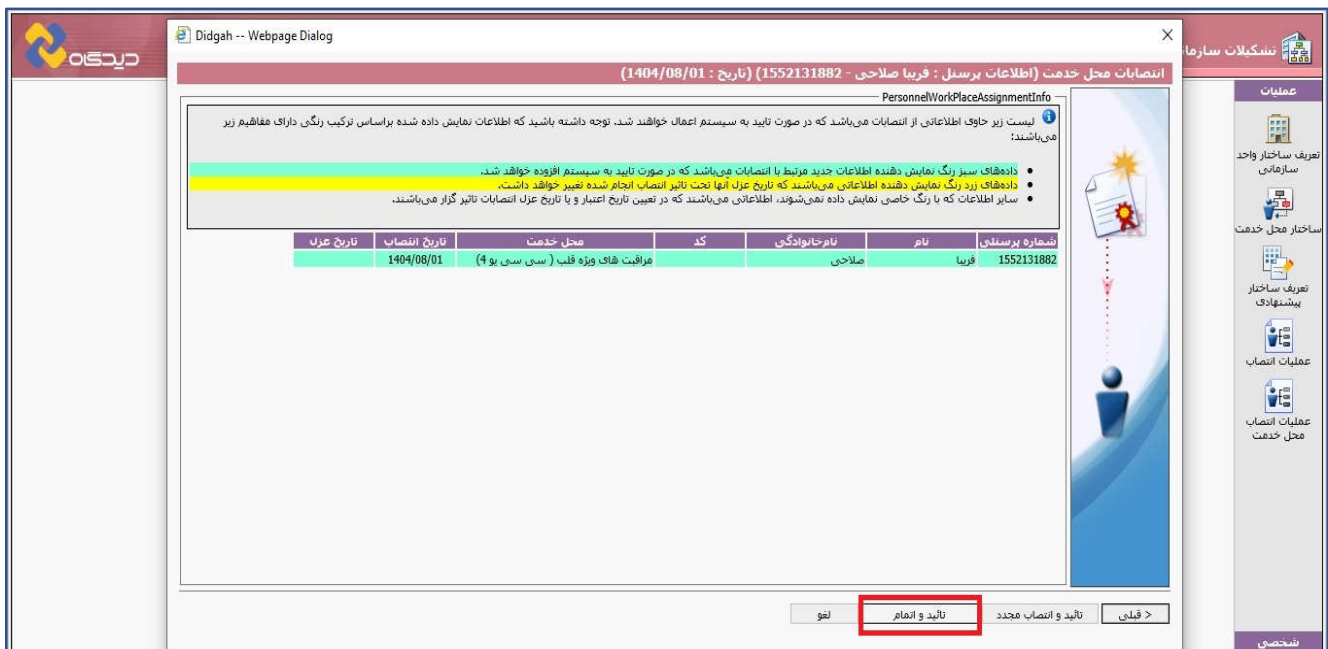 دیدگاه
Didgah -- Webpage Dialog
تشکیلات سازما
انتصابات محل خدمت (اطلاعات پرسنل : فریبا صلاحی - 1552131882) (تاریخ : 1404/08/01)
PersonnelWorkPlaceAssignmentInfo
لیست زیر حاوی اطلاعاتی از انتصابات می‌باشد که در صورت تایید به سیستم اعمال خواهند شد. توجه داشته باشید که اطلاعات نمایش داده شده براساس ترکیب رنگی دارای مفاهیم زیر
می‌باشند:
داده‌های سبز رنگ نمایش دهنده اطلاعات جدید مرتبط با انتصابات می‌باشد که در صورت تایید به سیستم افزوده خواهد شد.
داده‌های زرد رنگ نمایش دهنده اطلاعاتی می‌باشند که تاریخ عزل آنها تحت تاثیر انتصاب انجام شده تغییر خواهد داشت.
سایر اطلاعات که با رنگ خاصی نمایش داده نمی‌شوند، اطلاعاتی می‌باشند که در تعیین تاریخ اعتبار و یا تاریخ عزل انتصابات تاثیر گزار می‌باشند.
شماره پرسنلی نام نام‌خانوادگی کد محل خدمت تاریخ انتصاب تاریخ عزل
1552131882 فریبا صلاحی مراقبت های ویژه قلب ( سی سی یو 4) 1404/08/01
< قبلی تائید و انتصاب مجدد تائید و اتمام لغو
عملیات
تعریف ساختار واحد
سازمانی
ساختار محل خدمت
تعریف ساختار
پیشنهادی
عملیات انتصاب
عملیات انتصاب
محل خدمت
شخصی